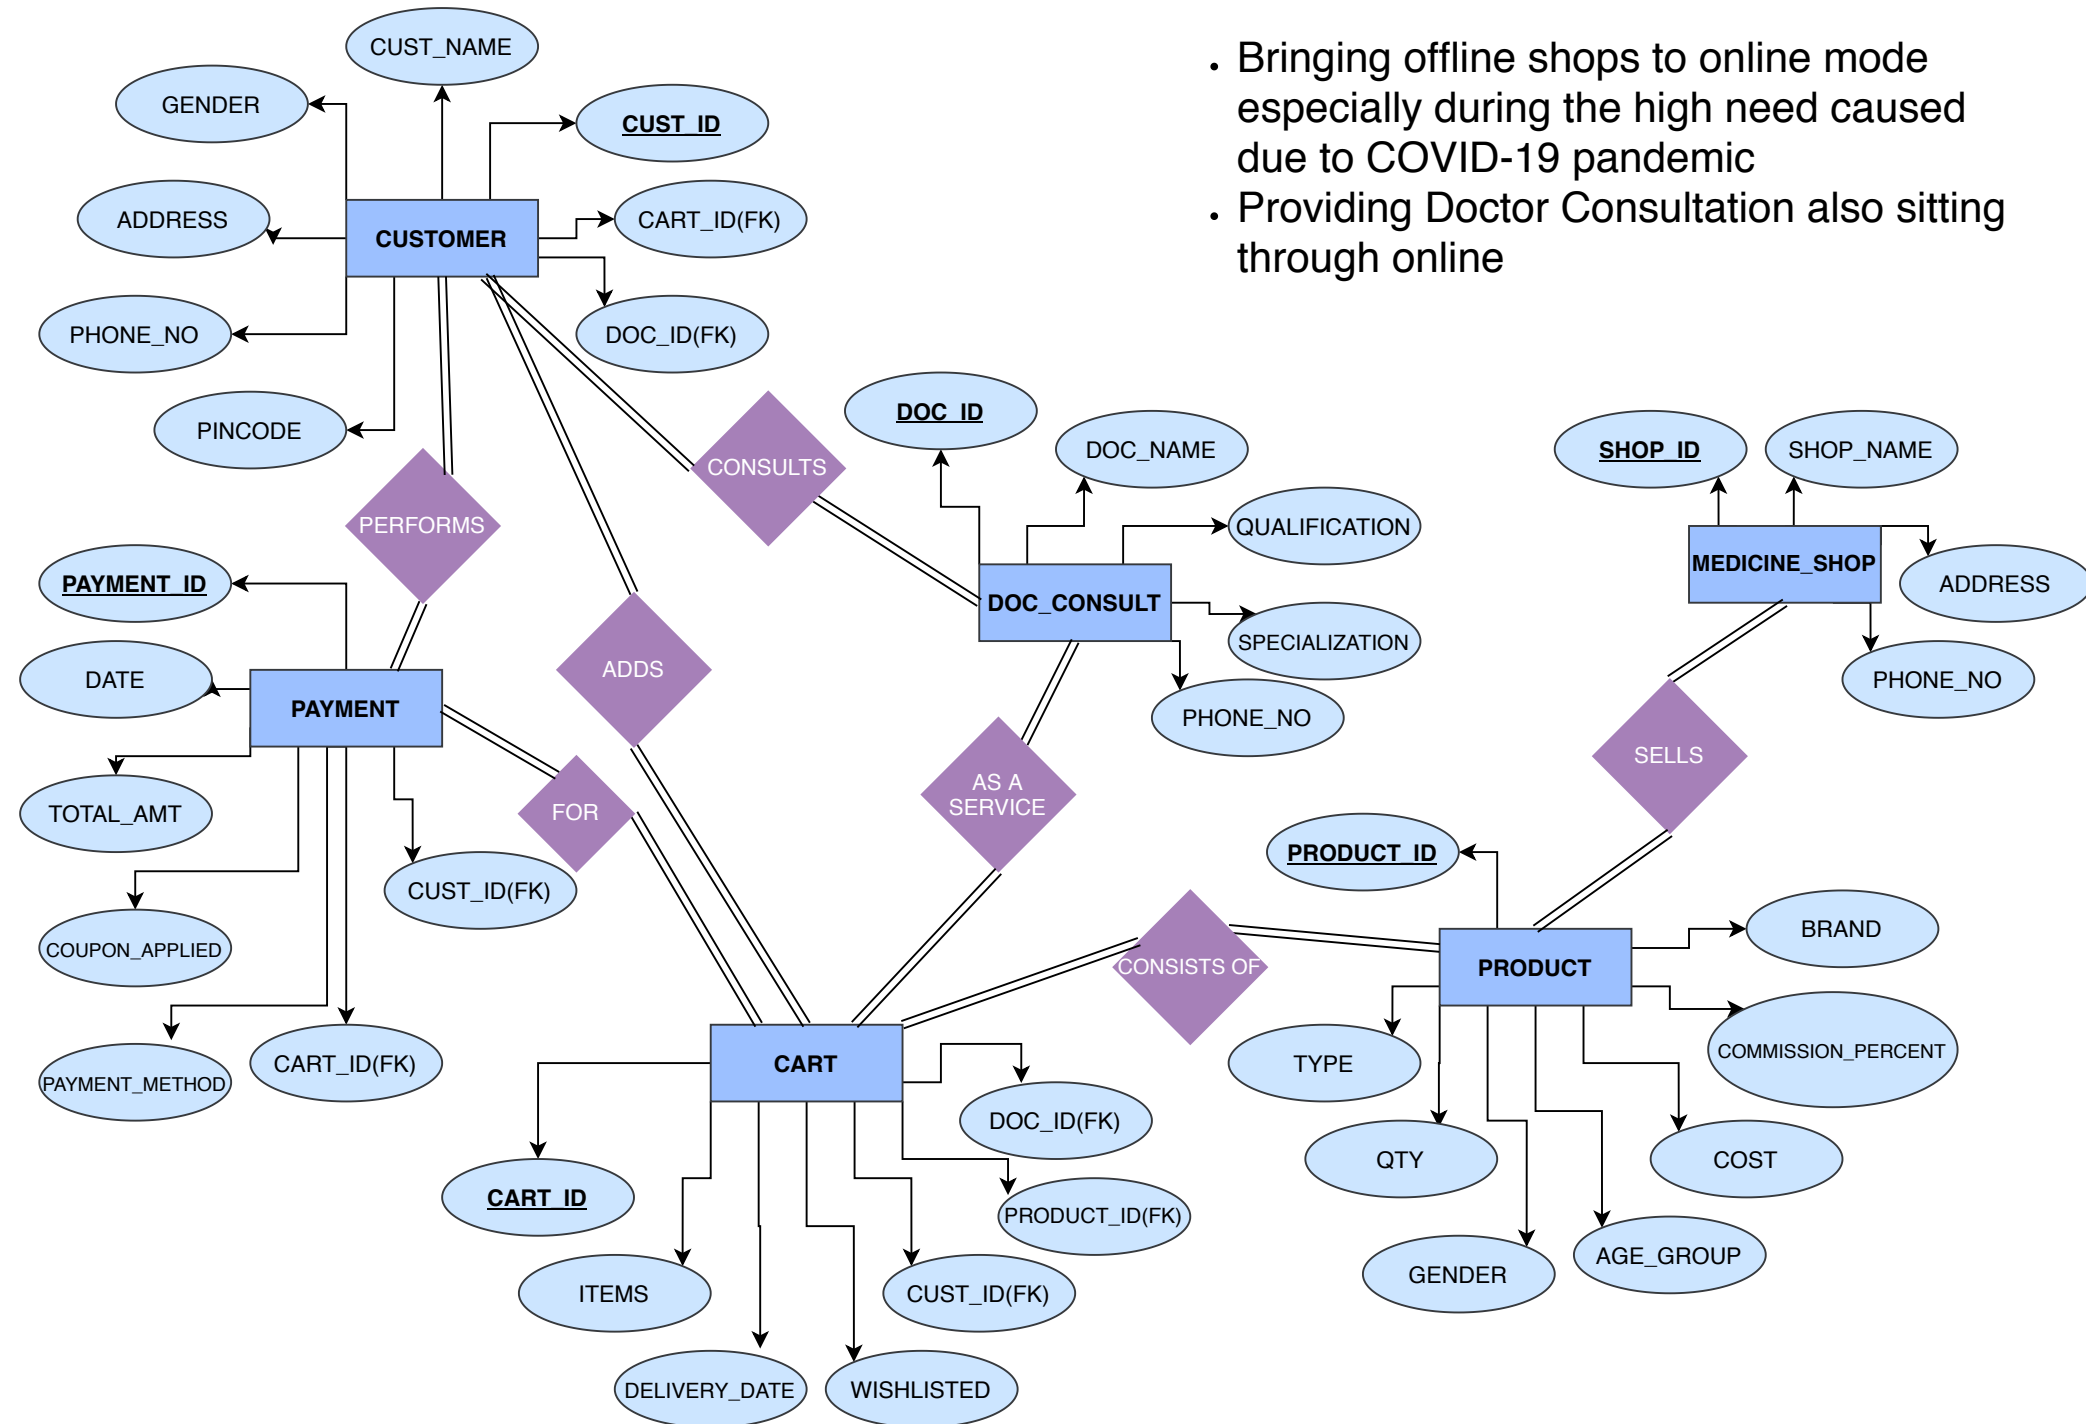 CUST_NAME
GENDER
CUST_ID
ADDRESS
CUSTOMER
CART_ID(FK)
PHONE_NO
DOC_ID(FK)
PINCODE
• Bringing offline shops to online mode
especially during the high need caused
due to COVID-19 pandemic
• Providing Doctor Consultation also sitting
through online
CONSULTS
PERFORMS
ADDS
DOC_ID
DOC_NAME
QUALIFICATION
DOC_CONSULT
SPECIALIZATION
PHONE_NO
SHOP_ID
SHOP_NAME
MEDICINE_SHOP
ADDRESS
PHONE_NO
PAYMENT_ID
DATE
PAYMENT
TOTAL_AMT
CUST_ID(FK)
COUPON_APPLIED
PAYMENT_METHOD
CART_ID(FK)
FOR
AS A
SERVICE
SELLS
CONSISTS OF
PRODUCT_ID
BRAND
PRODUCT
COMMISSION_PERCENT
TYPE
QTY
COST
GENDER
AGE_GROUP
CART
DOC_ID(FK)
CART_ID
PRODUCT_ID(FK)
ITEMS
CUST_ID(FK)
DELIVERY_DATE
WISHLISTED